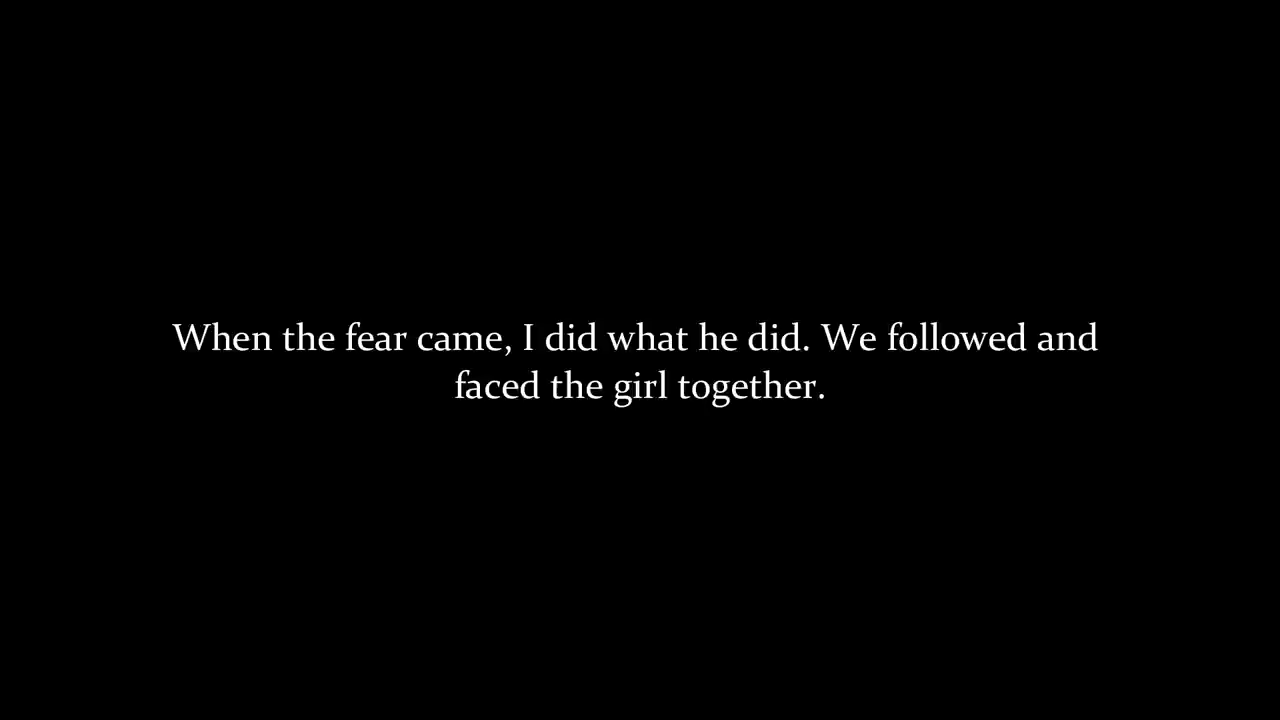 When the fear came, I did what he did. We followed and
faced the girl together.